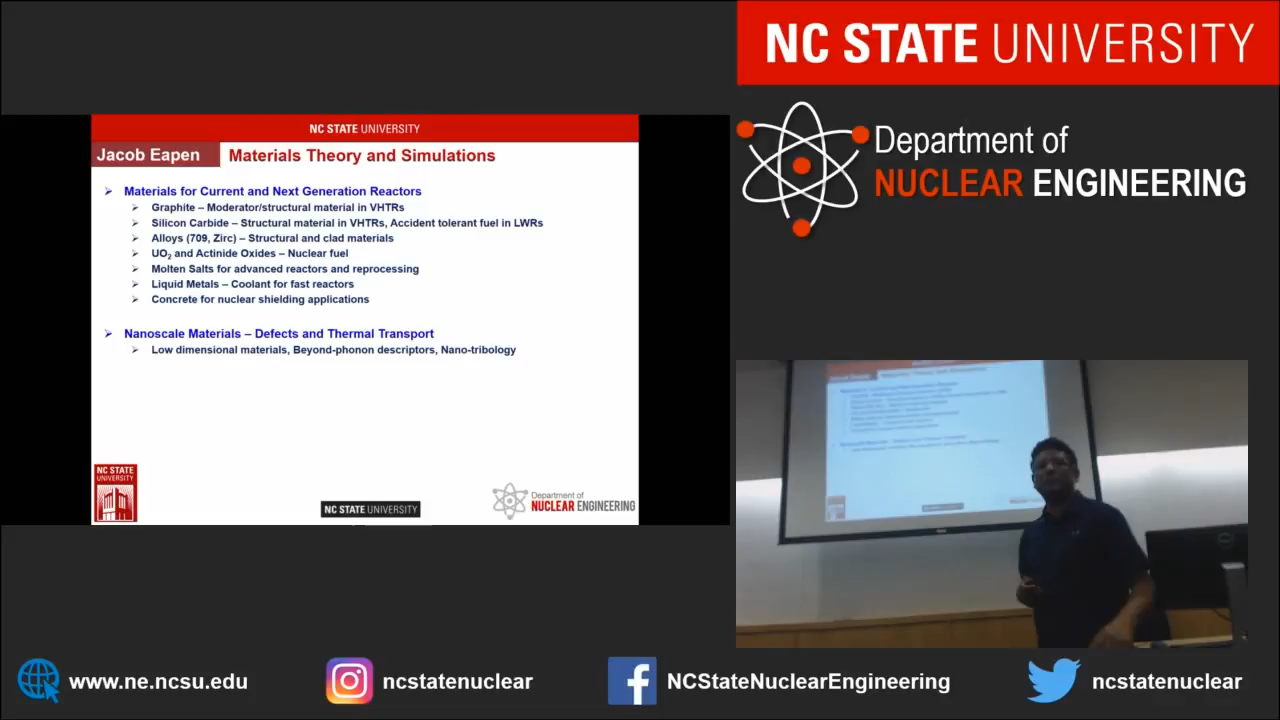 NC STATE UNIVERSITY
Department of
NUCLEAR ENGINEERING
NC STATE UNIVERSITY
Jacob Eapen
Materials Theory and Simulations
Materials for Current and Next Generation Reactors
Graphite – Moderator/structural material in VHTRs
Silicon Carbide – Structural material in VHTRs, Accident tolerant fuel in LWRs
Alloys (709, Zirc) – Structural and clad materials
UO₂ and Actinide Oxides – Nuclear fuel
Molten Salts for advanced reactors and reprocessing
Liquid Metals – Coolant for fast reactors
Concrete for nuclear shielding applications
Nanoscale Materials – Defects and Thermal Transport
Low dimensional materials, Beyond-phonon descriptors, Nano-tribology
NC STATE
UNIVERSITY
NC STATE UNIVERSITY
Department of
NUCLEAR ENGINEERING
www.ne.ncsu.edu
ncstatenuclear
NCStateNuclearEngineering
ncstatenuclear